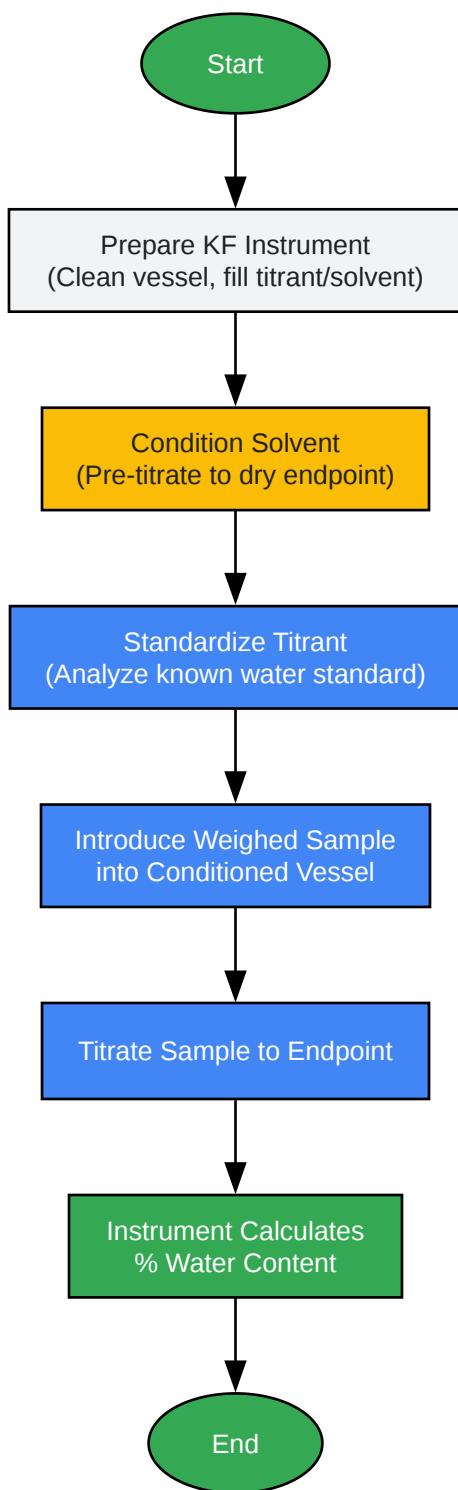 Start
Prepare KF Instrument
(Clean vessel, fill titrant/solvent)
Condition Solvent
(Pre-titrate to dry endpoint)
Standardize Titrant
(Analyze known water standard)
Introduce Weighed Sample
into Conditioned Vessel
Titrate Sample to Endpoint
Instrument Calculates
% Water Content
End